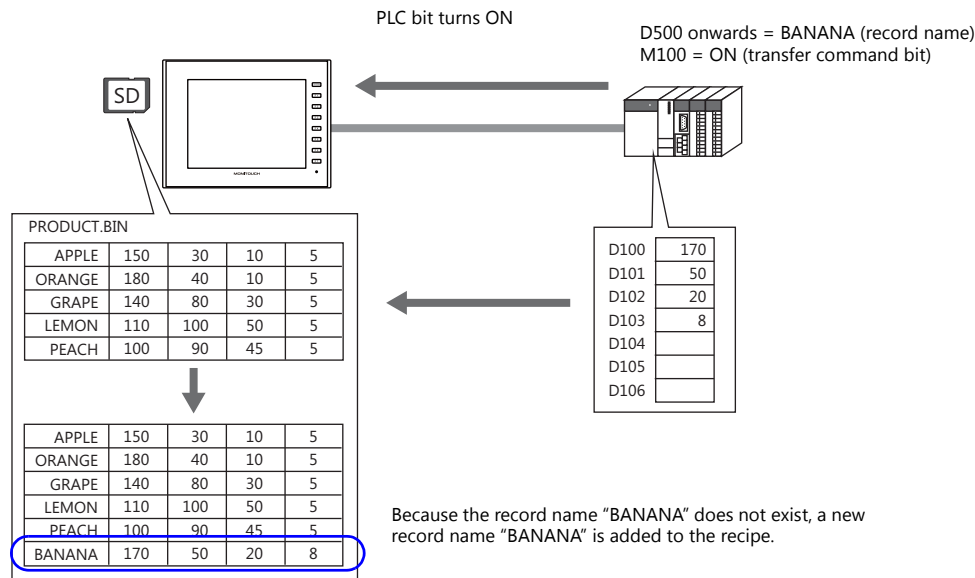 PLC bit turns ON
D500 onwards = BANANA (record name)
M100 = ON (transfer command bit)
SD
MONITOUCH
PRODUCT.BIN
APPLE 150 30 10 5
ORANGE 180 40 10 5
GRAPE 140 80 30 5
LEMON 110 100 50 5
PEACH 100 90 45 5
D100 170
D101 50
D102 20
D103 8
D104
D105
D106
APPLE 150 30 10 5
ORANGE 180 40 10 5
GRAPE 140 80 30 5
LEMON 110 100 50 5
PEACH 100 90 45 5
BANANA 170 50 20 8
Because the record name “BANANA” does not exist, a new
record name “BANANA” is added to the recipe.